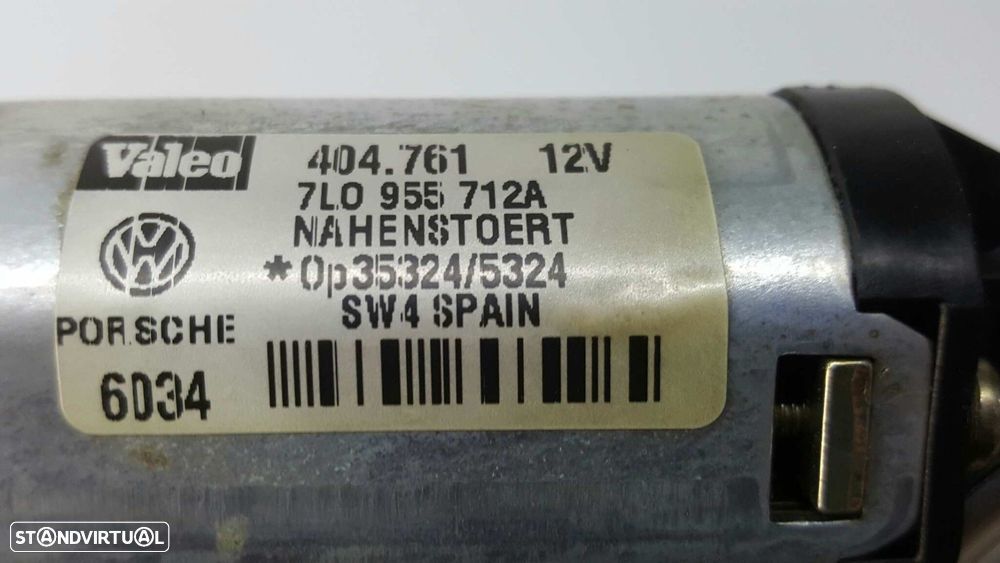 Valeo 404.761 12V
7L0 955 712A
NAHENSTOERT
*0p35324/5324
SW4 SPAIN
PORSCHE
6034
STANDVIRTUAL